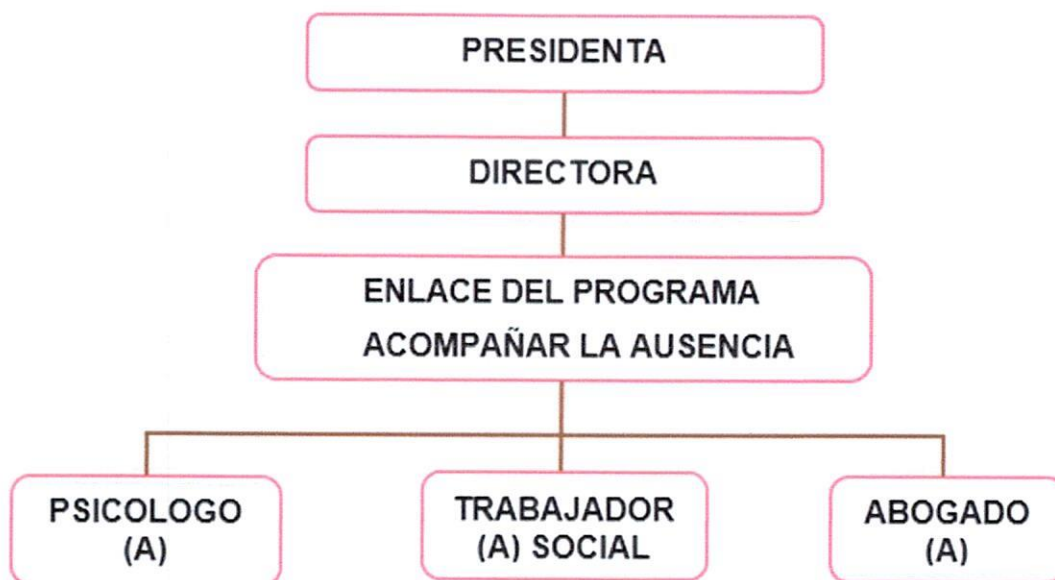 PRESIDENTA
DIRECTORA
ENLACE DEL PROGRAMA
ACOMPAÑAR LA AUSENCIA
PSICOLOGO
(A)
TRABAJADOR
(A) SOCIAL
ABOGADO
(A)